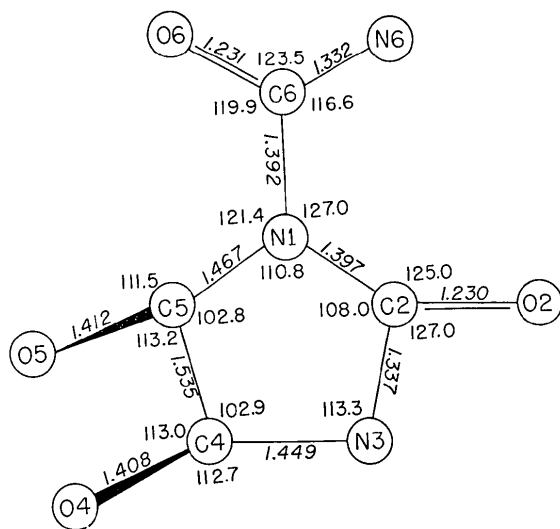 O6 1.231 123.5 1.332 N6
119.9 C6 116.6
1.392
121.4 127.0
N1
1.467 110.8 1.397
111.5 125.0
C5 102.8 108.0 C2 1.230 O2
1.412 113.2 127.0
O5
1.535 1.337
102.9 113.3
113.0 C4 1.449 N3
1.408 112.7
O4